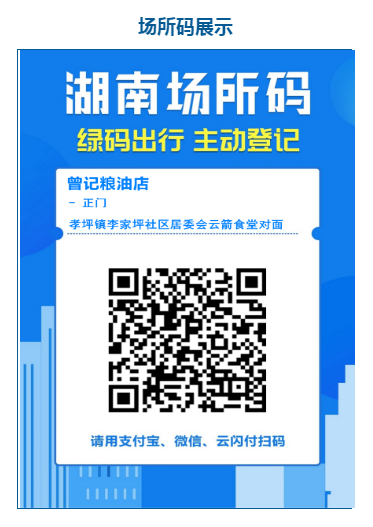 场所码展示
湖南场所码
绿码出行 主动登记
曾记粮油店
- 正门
孝坪镇李家坪社区居委会云箭食堂对面
请用支付宝、微信、云闪付扫码